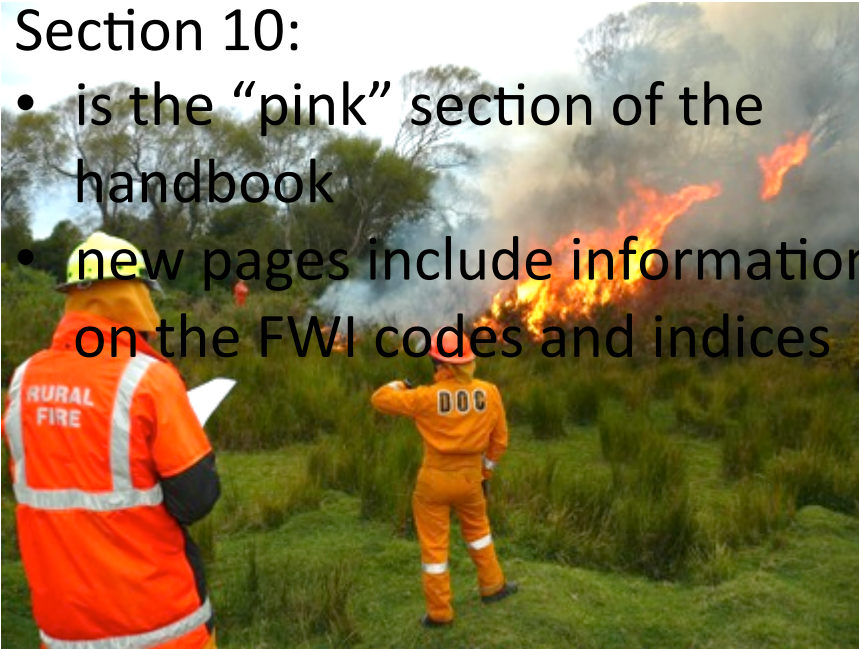 Section 10:
• is the “pink” section of the
handbook
• new pages include information
on the FWI codes and indices
RURAL
FIRE
DOC